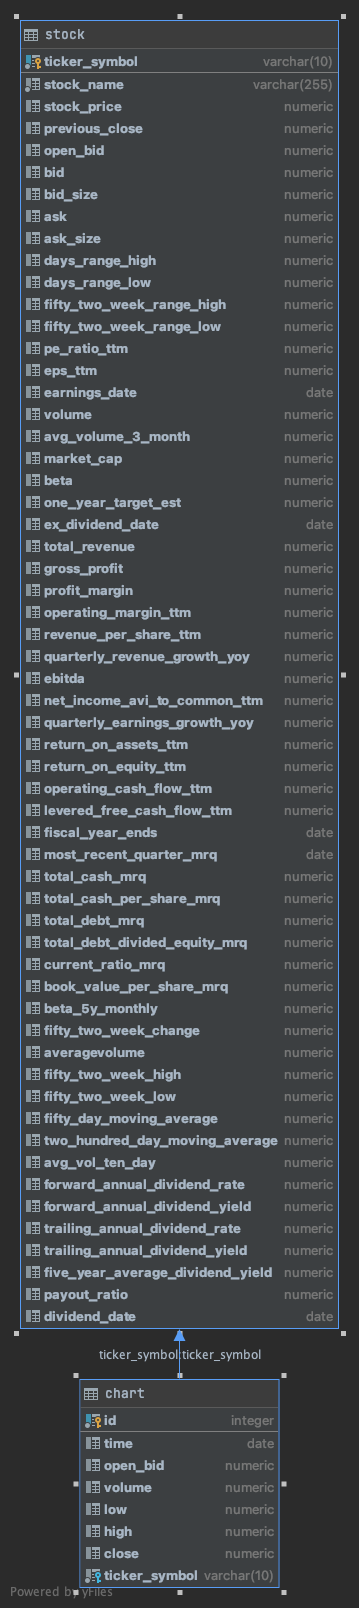 stock
ticker_symbol varchar(10)
stock_name varchar(255)
stock_price numeric
previous_close numeric
open_bid numeric
bid numeric
bid_size numeric
ask numeric
ask_size numeric
days_range_high numeric
days_range_low numeric
fifty_two_week_range_high numeric
fifty_two_week_range_low numeric
pe_ratio_ttm numeric
eps_ttm numeric
earnings_date date
volume numeric
avg_volume_3_month numeric
market_cap numeric
beta numeric
one_year_target_est numeric
ex_dividend_date date
total_revenue numeric
gross_profit numeric
profit_margin numeric
operating_margin_ttm numeric
revenue_per_share_ttm numeric
quarterly_revenue_growth_yoy numeric
ebitda numeric
net_income_avi_to_common_ttm numeric
quarterly_earnings_growth_yoy numeric
return_on_assets_ttm numeric
return_on_equity_ttm numeric
operating_cash_flow_ttm numeric
levered_free_cash_flow_ttm numeric
fiscal_year_ends date
most_recent_quarter_mrq date
total_cash_mrq numeric
total_cash_per_share_mrq numeric
total_debt_mrq numeric
total_debt_divided_equity_mrq numeric
current_ratio_mrq numeric
book_value_per_share_mrq numeric
beta_5y_monthly numeric
fifty_two_week_change numeric
averagevolume numeric
fifty_two_week_high numeric
fifty_two_week_low numeric
fifty_day_moving_average numeric
two_hundred_day_moving_average numeric
avg_vol_ten_day numeric
forward_annual_dividend_rate numeric
forward_annual_dividend_yield numeric
trailing_annual_dividend_rate numeric
trailing_annual_dividend_yield numeric
five_year_average_dividend_yield numeric
payout_ratio numeric
dividend_date date
ticker_symbol:ticker_symbol
chart
id integer
time date
open_bid numeric
volume numeric
low numeric
high numeric
close numeric
ticker_symbol varchar(10)
Powered by yFiles